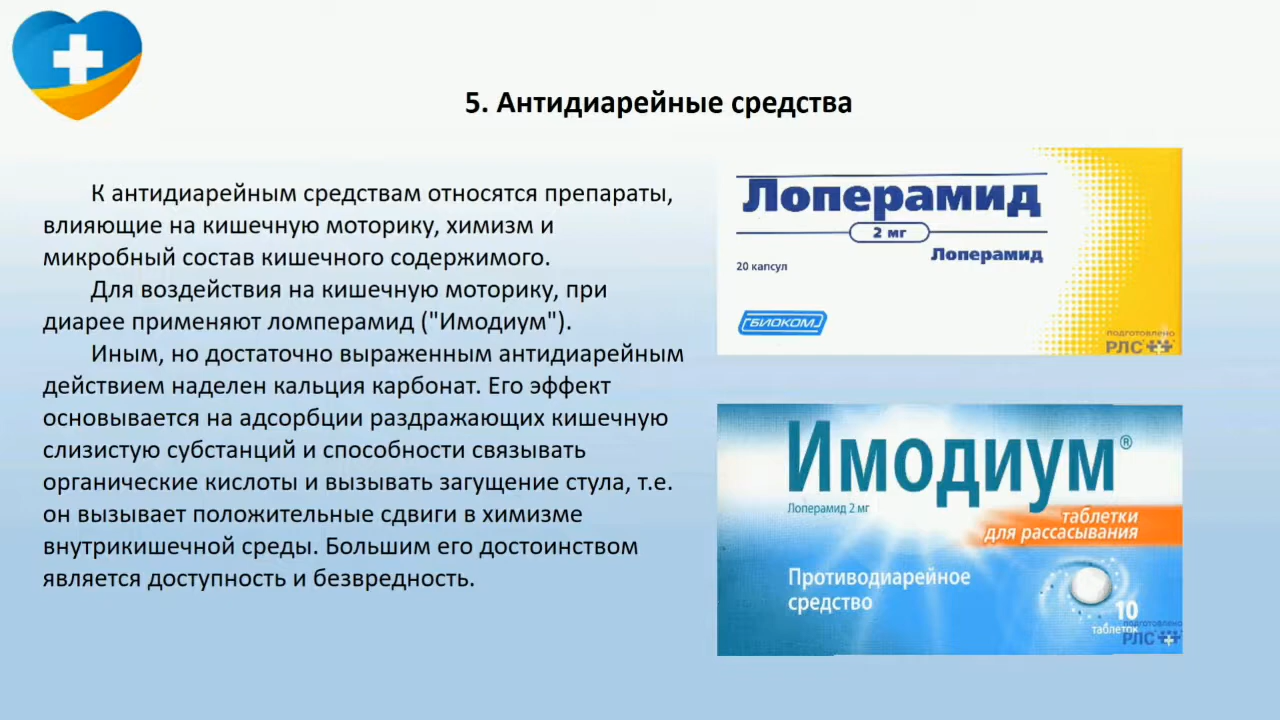 5. Антидиарейные средства
К антидиарейным средствам относятся препараты,
влияющие на кишечную моторику, химизм и
микробный состав кишечного содержимого.
Для воздействия на кишечную моторику, при
диарее применяют ломперамид ("Имодиум").
Иным, но достаточно выраженным антидиарейным
действием наделен кальция карбонат. Его эффект
основывается на адсорбции раздражающих кишечную
слизистую субстанций и способности связывать
органические кислоты и вызывать загущение стула, т.е.
он вызывает положительные сдвиги в химизме
внутрикишечной среды. Большим его достоинством
является доступность и безвредность.
Лоперамид
2 мг
Лоперамид
20 капсул
БИОКОМ
подготовлено
РЛС
Имодиум®
Лоперамид 2 мг
таблетки
для рассасывания
Противодиарейное
средство
10
таблеток
подготовлено
РЛС